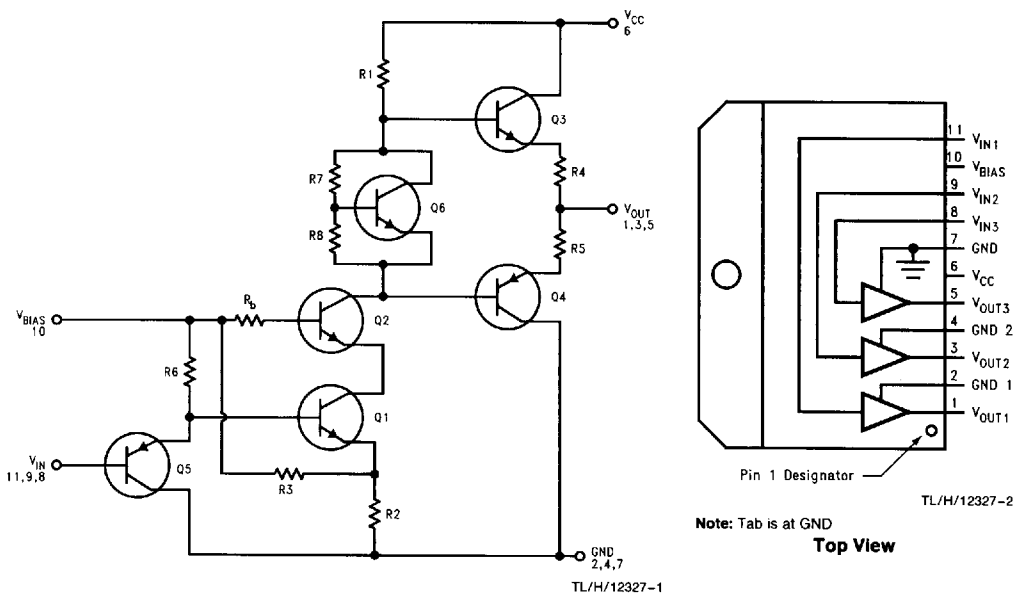 V_CC
6
R1
Q3
R7
R4
Q6
V_OUT
1,3,5
R8
R5
Q4
R_b
V_BIAS
10
Q2
R6
Q1
V_IN
11,9,8
Q5
R3
R2
GND
2,4,7
TL/H/12327-1
11
V_IN1
10
V_BIAS
9
V_IN2
8
V_IN3
7
GND
6
V_CC
5
V_OUT3
4
GND 2
3
V_OUT2
2
GND 1
1
V_OUT1
Pin 1 Designator
TL/H/12327-2
Note: Tab is at GND
Top View